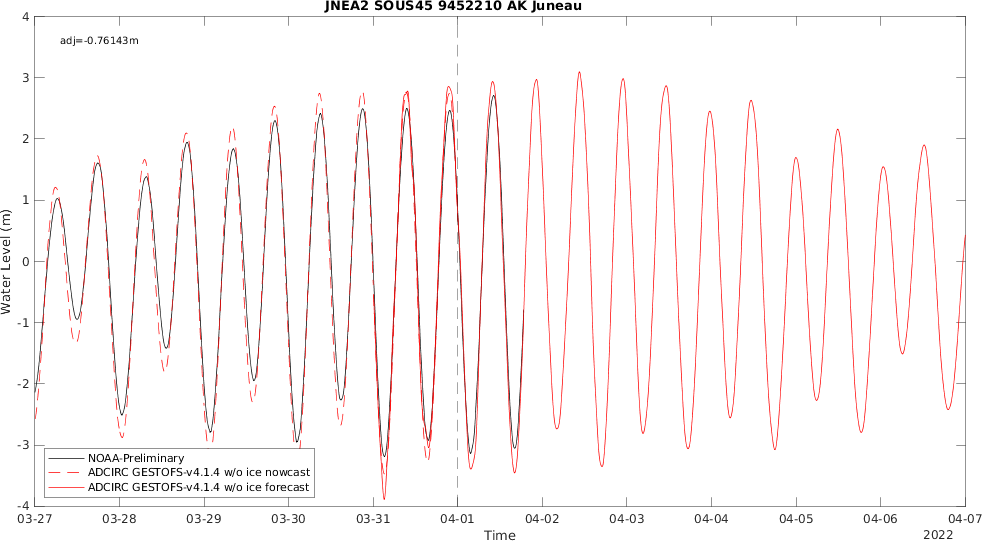 JNEA2 SOUS45 9452210 AK Juneau
adj=-0.76143m
4
3
2
1
0
-1
-2
-3
-4
Water Level (m)
NOAA-Preliminary
ADCIRC GESTOFS-v4.1.4 w/o ice nowcast
ADCIRC GESTOFS-v4.1.4 w/o ice forecast
03-27 03-28 03-29 03-30 03-31 04-01 04-02 04-03 04-04 04-05 04-06 04-07
Time
2022